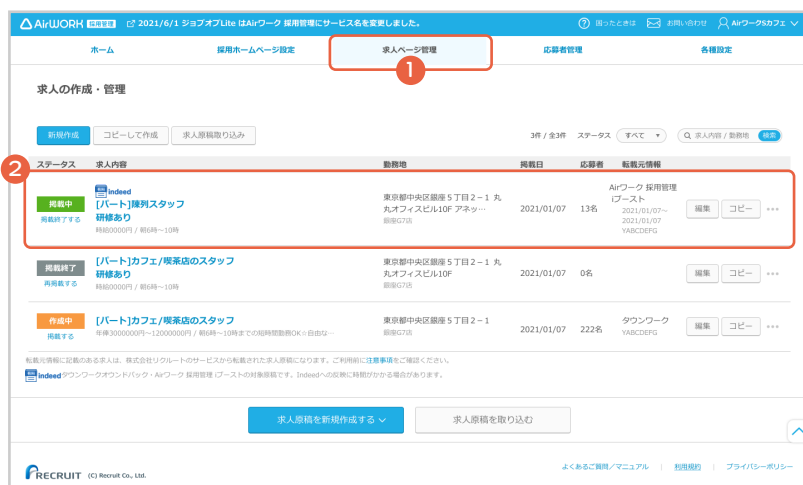 AirWORK 採用管理 2021/6/1 ジョブオプLite はAirワーク 採用管理にサービス名を変更しました。 困ったときは お問い合わせ AirワークSカフェ
ホーム 採用ホームページ設定 求人ページ管理 応募者管理 各種設定
1
求人の作成・管理
新規作成 コピーして作成 求人原稿取り込み 3件 / 全3件 ステータス すべて 求人内容 / 勤務地 検索
2
ステータス 求人内容 勤務地 掲載日 応募者 転載元情報
掲載中
掲載終了する
indeed
[パート]陳列スタッフ
研修あり
時給0000円 / 朝6時〜10時
東京都中央区銀座5丁目2−1 丸
丸オフィスビル10F アネッ…
銀座G7店
2021/01/07 13名
Airワーク 採用管理
iブースト
2021/01/07〜
2021/01/07
YABCDEFG
編集 コピー •••
掲載終了
再掲載する
[パート]カフェ/喫茶店のスタッフ
研修あり
時給0000円 / 朝6時〜10時
東京都中央区銀座5丁目2−1 丸
丸オフィスビル10F
銀座G7店
2021/01/07 0名
編集 コピー •••
作成中
掲載する
[パート]カフェ/喫茶店のスタッフ
年俸3000000円〜12000000円 / 朝6時〜10時までの短時間勤務OK☆自由な…
東京都中央区銀座5丁目2−1
銀座G7店
2021/01/07 222名
タウンワーク
YABCDEFG
編集 コピー •••
転載元情報に記載のある求人は、株式会社リクルートのサービスから転載された求人原稿になります。ご利用前に注意事項をご確認ください。
indeed タウンワークオウンドパック・Airワーク 採用管理 iブーストの対象原稿です。Indeedへの反映に時間がかかる場合があります。
求人原稿を新規作成する 求人原稿を取り込む
RECRUIT (C) Recruit Co., Ltd. よくあるご質問／マニュアル | 利用規約 | プライバシーポリシー